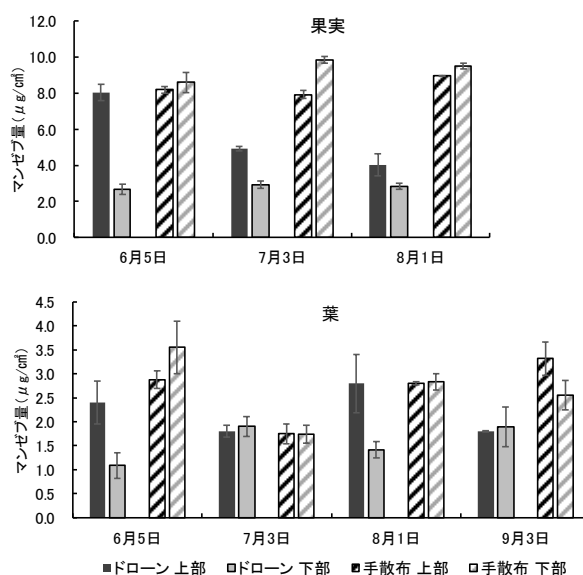 果実
マンゼブ量(μg/c㎡)
12.0
10.0
8.0
6.0
4.0
2.0
0.0
6月5日 7月3日 8月1日
葉
マンゼブ量(μg/c㎡)
4.5
4.0
3.5
3.0
2.5
2.0
1.5
1.0
0.5
0.0
6月5日 7月3日 8月1日 9月3日
ドローン 上部 ドローン 下部 手散布 上部 手散布 下部